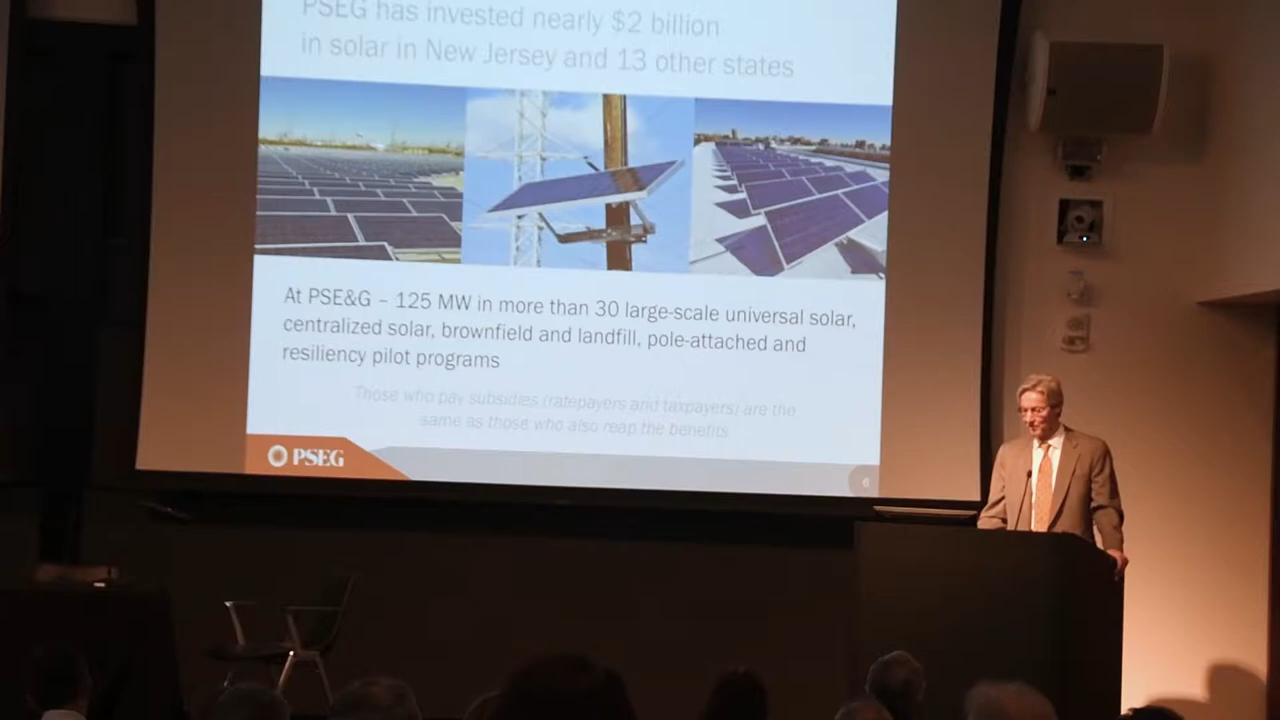 PSEG has invested nearly $2 billion
in solar in New Jersey and 13 other states
At PSE&G – 125 MW in more than 30 large-scale universal solar,
centralized solar, brownfield and landfill, pole-attached and
resiliency pilot programs
Those who pay subsidies (ratepayers and taxpayers) are the
same as those who also reap the benefits
PSEG
6